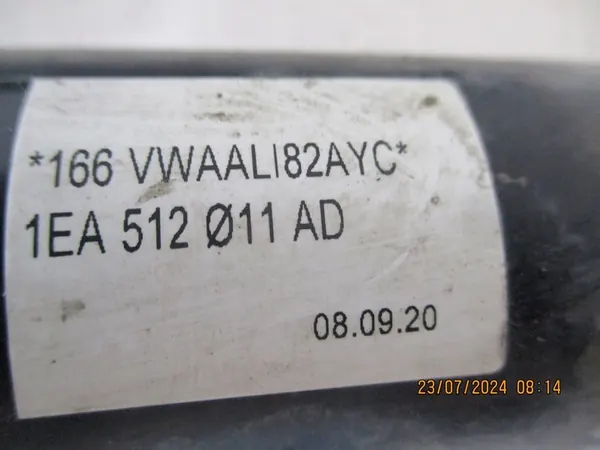 *166 VWAALI82AYC*
1EA 512 Ø11 AD
08.09.20
23/07/2024 08:14